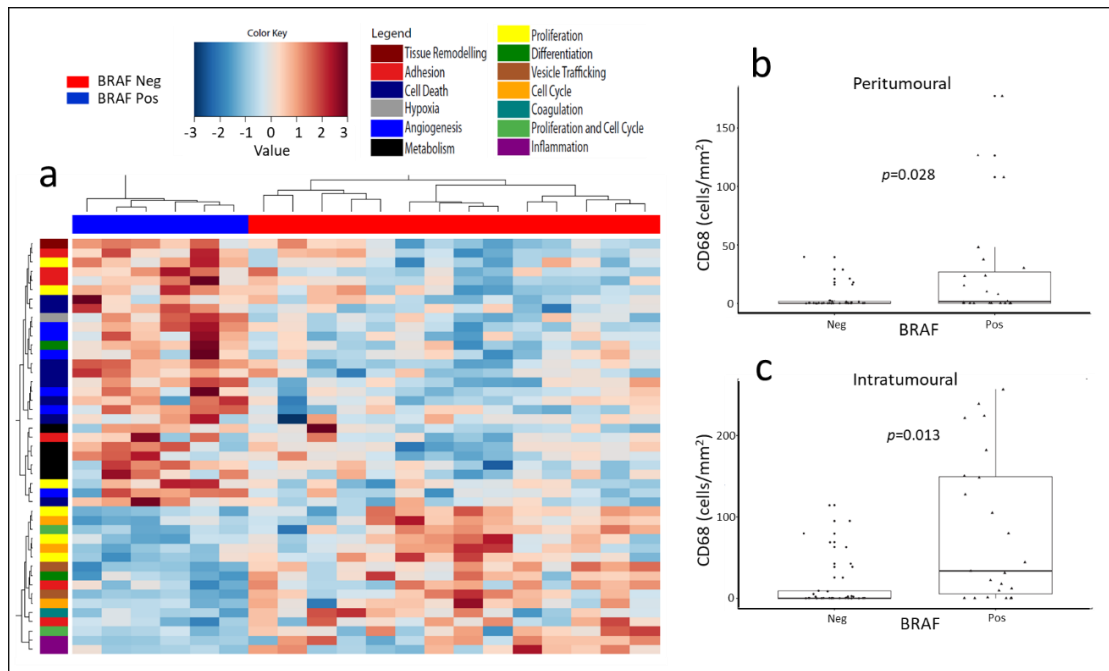 Color Key
-3 -2 -1 0 1 2 3
Value
BRAF Neg
BRAF Pos
Legend
Tissue Remodelling
Adhesion
Cell Death
Hypoxia
Angiogenesis
Metabolism
Proliferation
Differentiation
Vesicle Trafficking
Cell Cycle
Coagulation
Proliferation and Cell Cycle
Inflammation
a
b
Peritumoural
150
100
50
0
CD68 (cells/mm²)
p=0.028
Neg
Pos
BRAF
c
Intratumoural
200
100
0
CD68 (cells/mm²)
p=0.013
Neg
Pos
BRAF